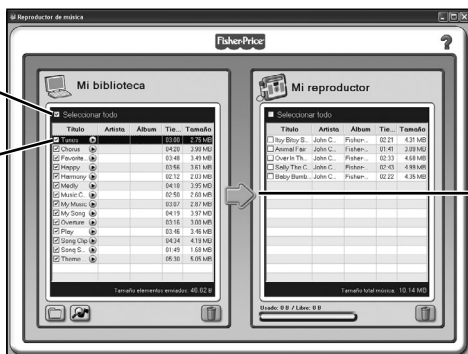 Reproductor de música
Fisher-Price
?
Mi biblioteca
Seleccionar todo
Título Artista Álbum Tie... Tamaño
Tunes 03:00 2.75 MB
Chorus 04:20 3.98 MB
Favorite... 03:48 3.49 MB
Happy 03:56 3.61 MB
Harmony 02:12 2.03 MB
Medly 04:18 3.95 MB
Music C... 02:50 2.60 MB
My Music 03:07 2.87 MB
My Song 04:19 3.97 MB
Overture 03:16 3.00 MB
Play 03:46 3.46 MB
Song Clip 04:34 4.19 MB
Song S... 01:49 1.68 MB
Theme ... 05:30 5.05 MB
Tamaño elementos enviados: 46.62 B
Mi reproductor
Seleccionar todo
Título Artista Álbum Tie... Tamaño
Itsy Bitsy S... John C... Fisher-... 02:21 4.31 MB
Animal Fair John C... Fisher-... 01:41 3.09 MB
Over In Th... John C... Fisher-... 02:33 4.68 MB
Sally The C... John C... Fisher-... 02:33 4.68 MB
Baby Bumb... John C... Fisher-... 02:22 4.35 MB
Tamaño total música: 10.14 MB
Usado: 0 B / Libre: 0 B